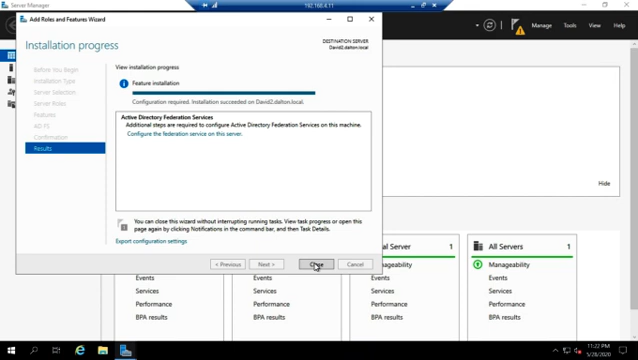 Server Manager
192.168.4.11
Add Roles and Features Wizard
Manage Tools View Help
Installation progress
DESTINATION SERVER
David2.dalton.local
Before You Begin
Installation Type
Server Selection
Server Roles
Features
AD FS
Confirmation
Results
View installation progress
Feature installation
Configuration required. Installation succeeded on David2.dalton.local.
Active Directory Federation Services
Additional steps are required to configure Active Directory Federation Services on this machine.
Configure the federation service on this server.
You can close this wizard without interrupting running tasks. View task progress or open this
page again by clicking Notifications in the command bar, and then Task Details.
Export configuration settings
< Previous Next > Close Cancel
Hide
Server 1
Manageability
Events
Services
Performance
BPA results
All Servers 1
Manageability
Events
Services
Performance
BPA results
Events
Services
Performance
BPA results
Events
Services
Performance
BPA results
11:22 PM
5/28/2020